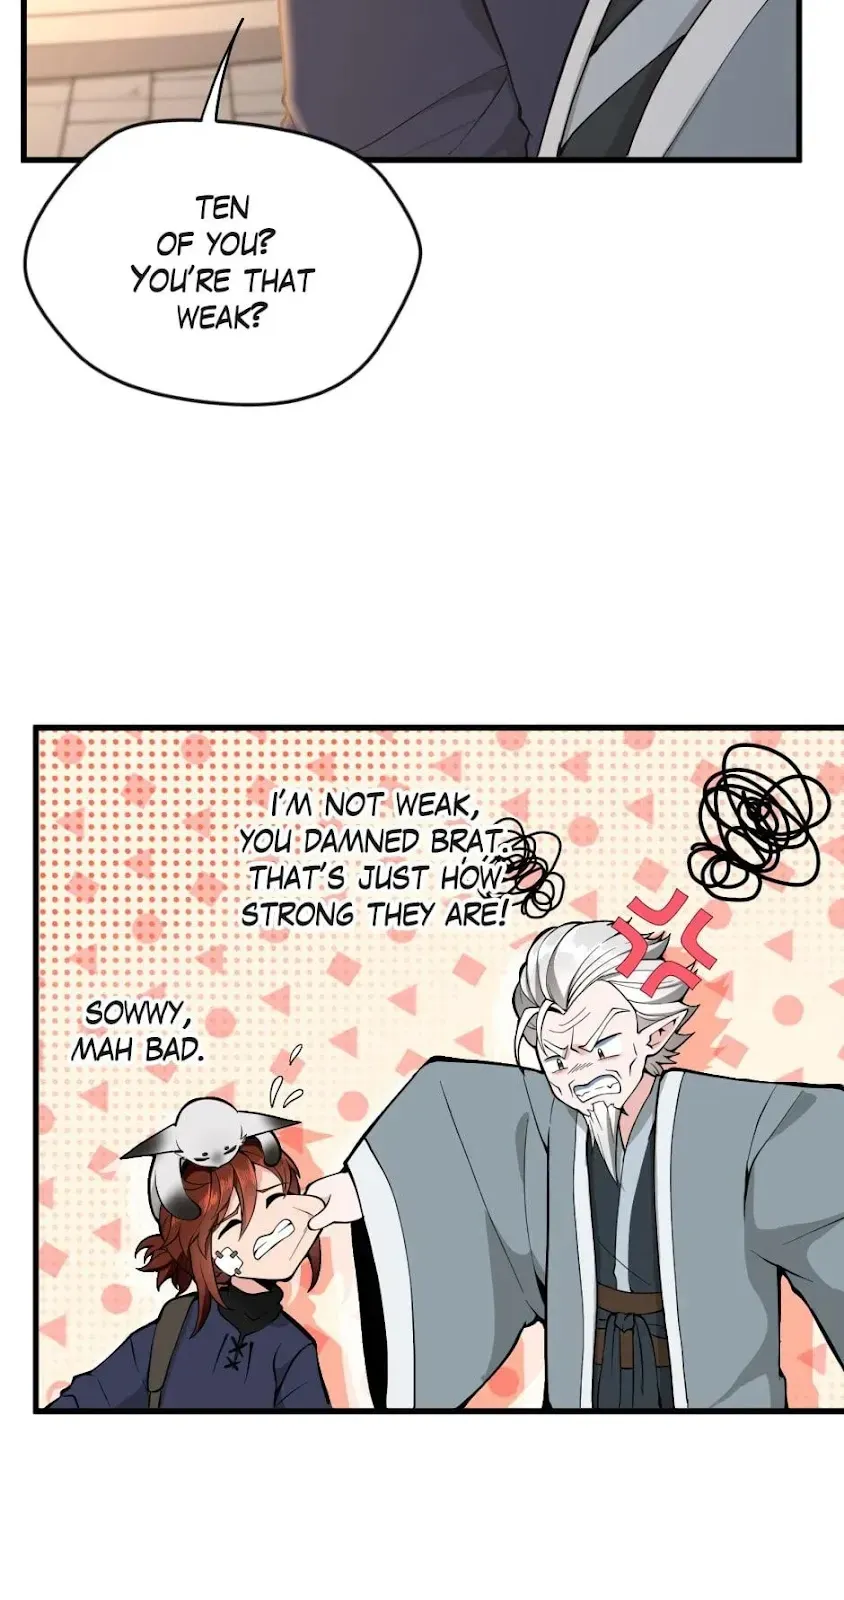 TEN
OF YOU?
YOU'RE THAT
WEAK?
I'M NOT WEAK,
YOU DAMNED BRAT.
THAT'S JUST HOW
STRONG THEY ARE!
SOWWY,
MAH BAD.